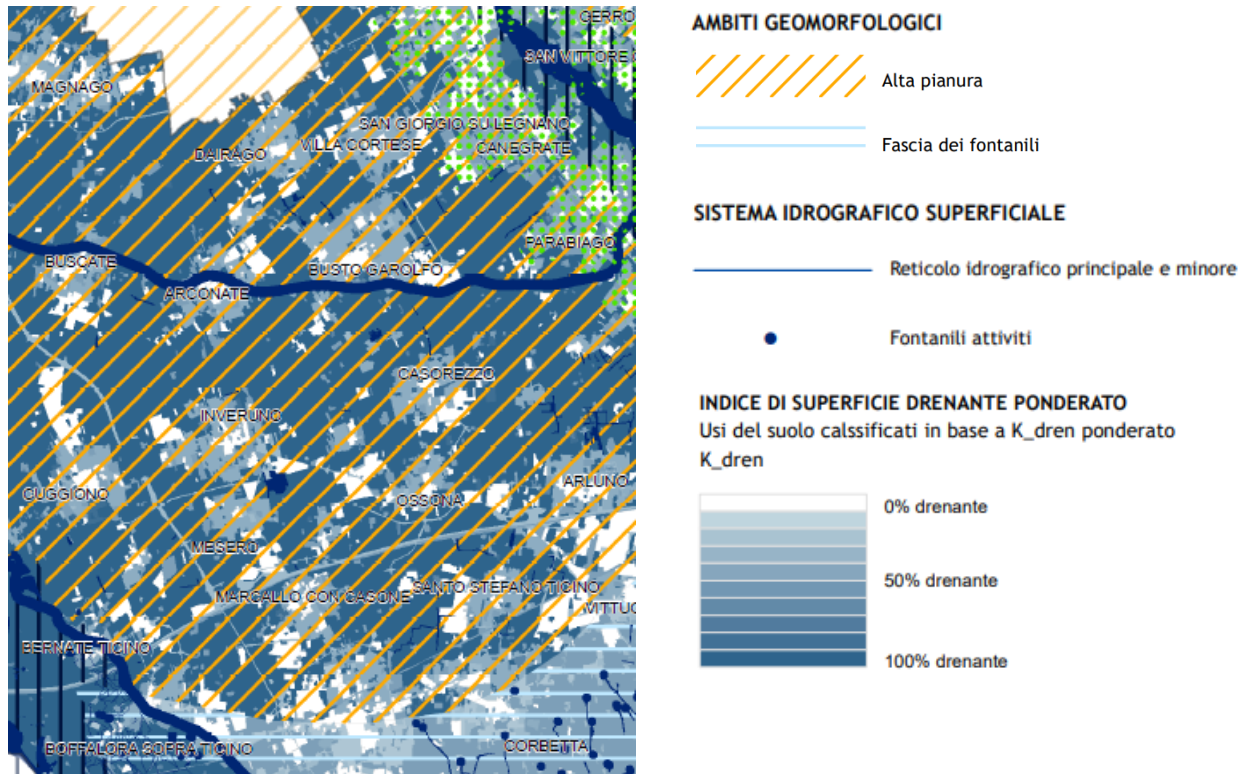 CERRO
SAN VITTORE
MAGNAGO
SAN GIORGIO SU LEGNANO
VILLA CORTESE
CANEGRATE
DAIRAGO
PARABIAGO
BUSCATE
BUSTO GAROLFO
ARCONATE
CASOREZZO
INVERUNO
ARLUNO
CUGGIONO
OSSONA
MESERO
SANTO STEFANO TICINO
MARCALLO CON CASONE
VITTUO
BERNATE TICINO
BOFFALORA SOPRA TICINO
CORBETTA
AMBITI GEOMORFOLOGICI
Alta pianura
Fascia dei fontanili
SISTEMA IDROGRAFICO SUPERFICIALE
Reticolo idrografico principale e minore
Fontanili attiviti
INDICE DI SUPERFICIE DRENANTE PONDERATO
Usi del suolo calssificati in base a K_dren ponderato
K_dren
0% drenante
50% drenante
100% drenante